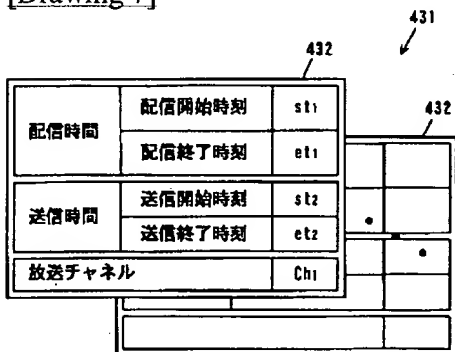 [Drawing 7]
431
432
432
配信時間
配信開始時刻 st1
配信終了時刻 et1
送信時間
送信開始時刻 st2
送信終了時刻 et2
放送チャネル Ch1